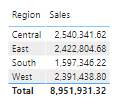 Region Sales
Central 2,540,341.62
East 2,422,804.68
South 1,597,346.22
West 2,391,438.80
Total 8,951,931.32